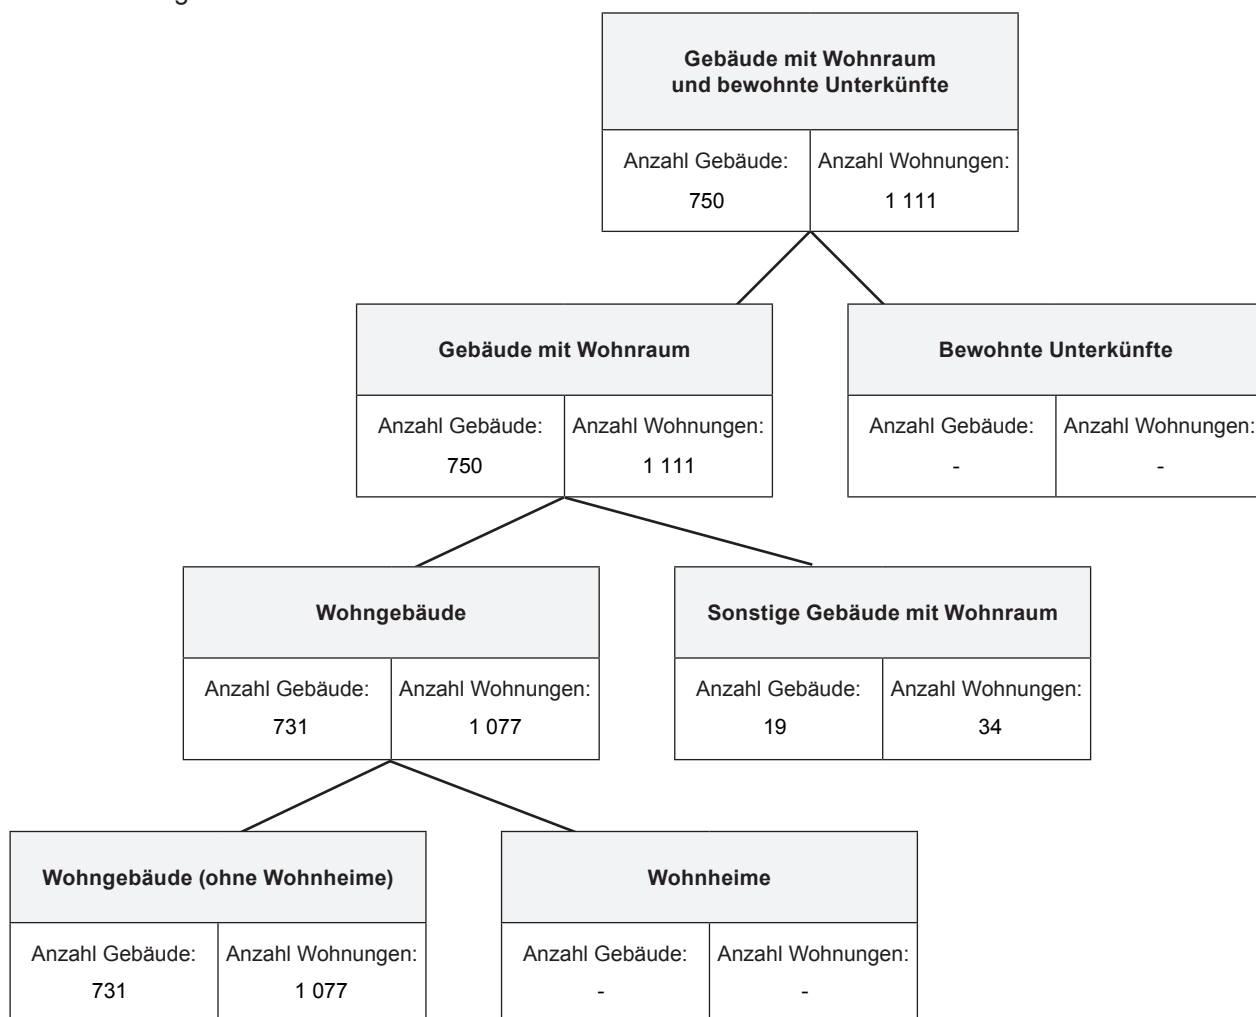 Gebäude mit Wohnraum
und bewohnte Unterkünfte
Anzahl Gebäude: Anzahl Wohnungen:
750 1 111
Gebäude mit Wohnraum
Anzahl Gebäude: Anzahl Wohnungen:
750 1 111
Bewohnte Unterkünfte
Anzahl Gebäude: Anzahl Wohnungen:
- -
Wohngebäude
Anzahl Gebäude: Anzahl Wohnungen:
731 1 077
Sonstige Gebäude mit Wohnraum
Anzahl Gebäude: Anzahl Wohnungen:
19 34
Wohngebäude (ohne Wohnheime)
Anzahl Gebäude: Anzahl Wohnungen:
731 1 077
Wohnheime
Anzahl Gebäude: Anzahl Wohnungen:
- -